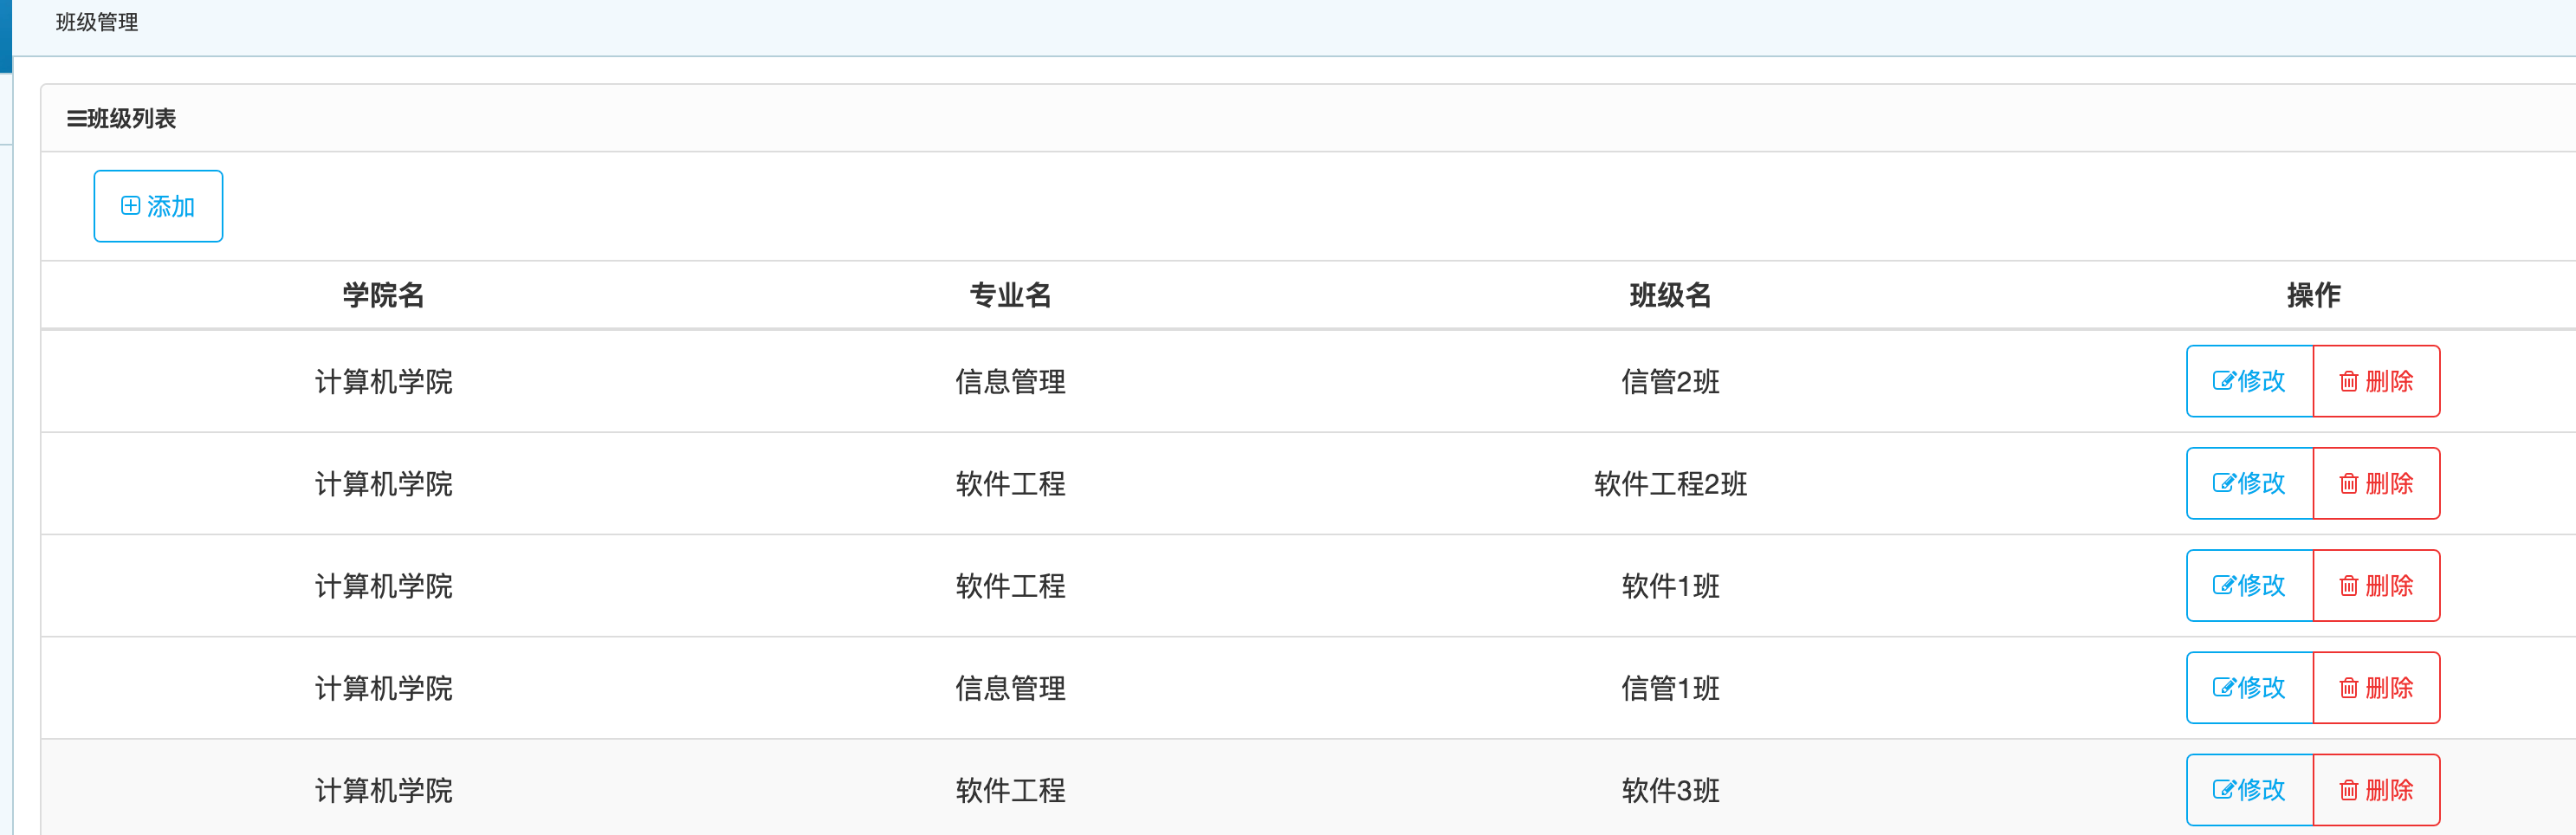 班级管理
班级列表
添加
学院名 专业名 班级名 操作
计算机学院 信息管理 信管2班 修改 删除
计算机学院 软件工程 软件工程2班 修改 删除
计算机学院 软件工程 软件1班 修改 删除
计算机学院 信息管理 信管1班 修改 删除
计算机学院 软件工程 软件3班 修改 删除